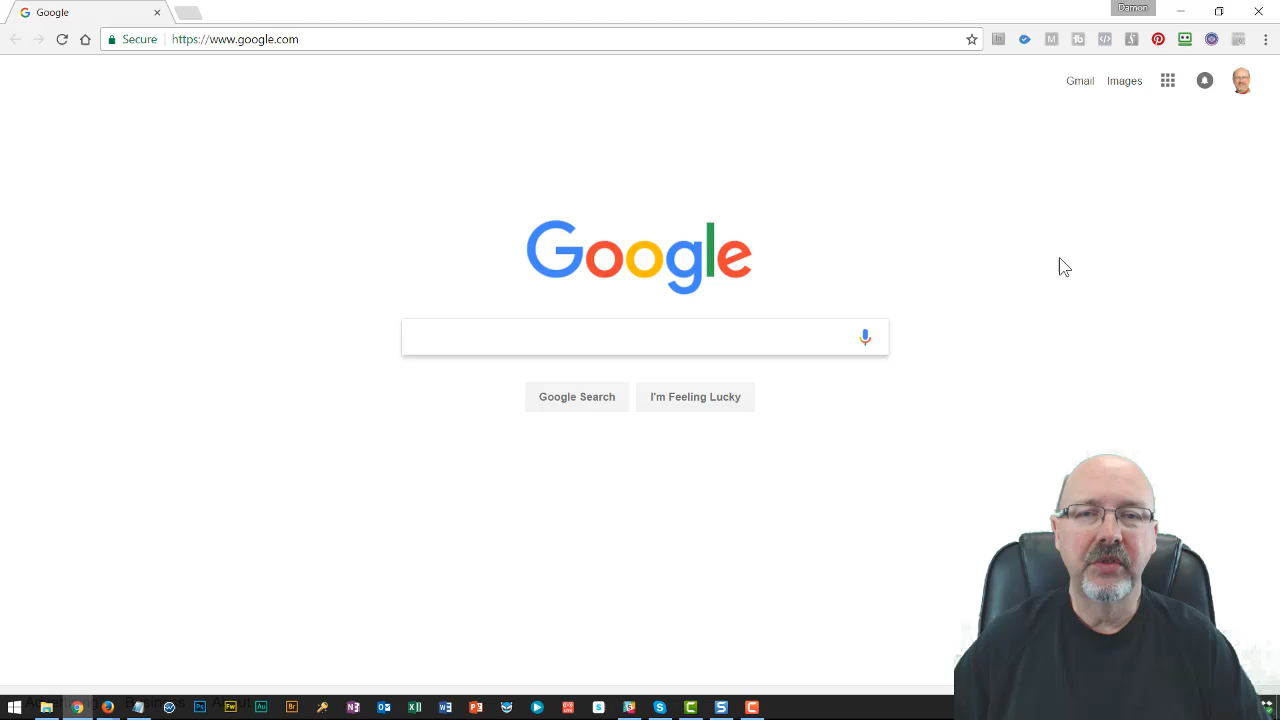 Google
Damon
Secure
https://www.google.com
Gmail
Images
Google
Google Search
I'm Feeling Lucky